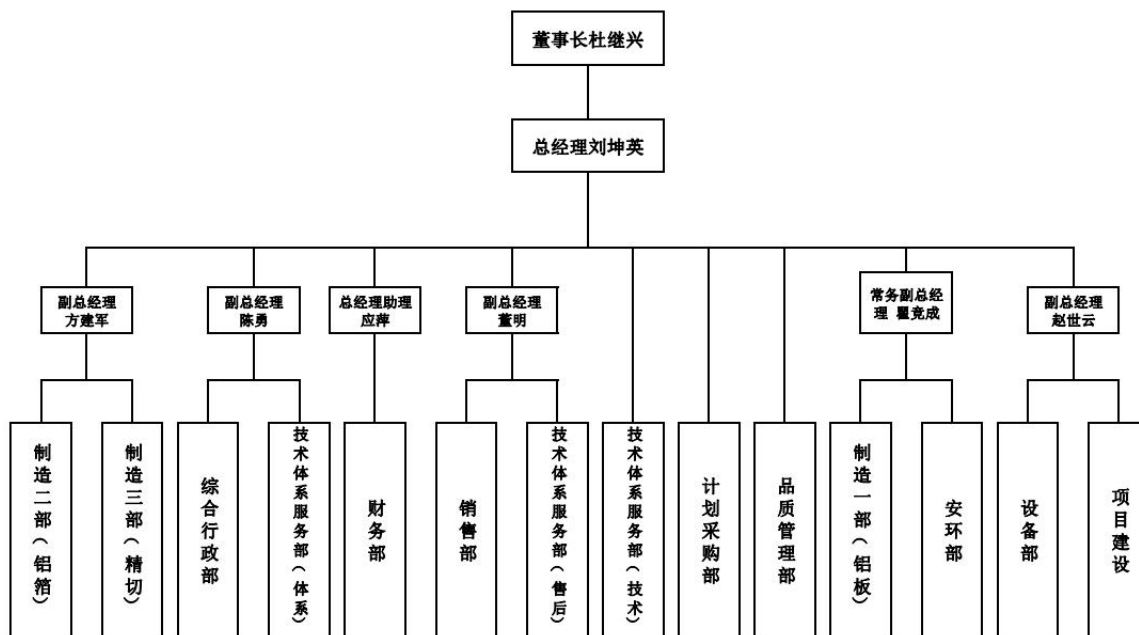 董事长杜继兴
总经理刘坤英
副总经理
方建军
副总经理
陈勇
总经理助理
应萍
副总经理
董明
常务副总经
理 瞿竞成
副总经理
赵世云
制造二部（铝箔）
制造三部（精切）
综合行政部
技术体系服务部（体系）
财务部
销售部
技术体系服务部（售后）
技术体系服务部（技术）
计划采购部
品质管理部
制造一部（铝板）
安环部
设备部
项目建设